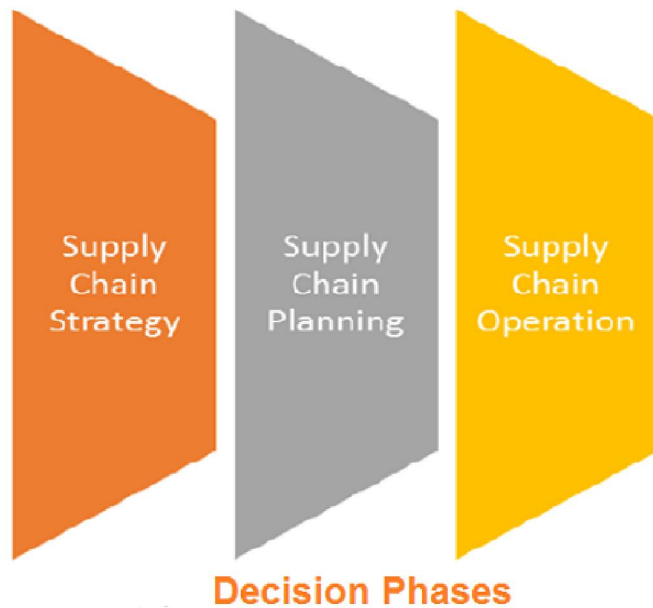 Supply
Chain
Strategy
Supply
Chain
Planning
Supply
Chain
Operation
Decision Phases